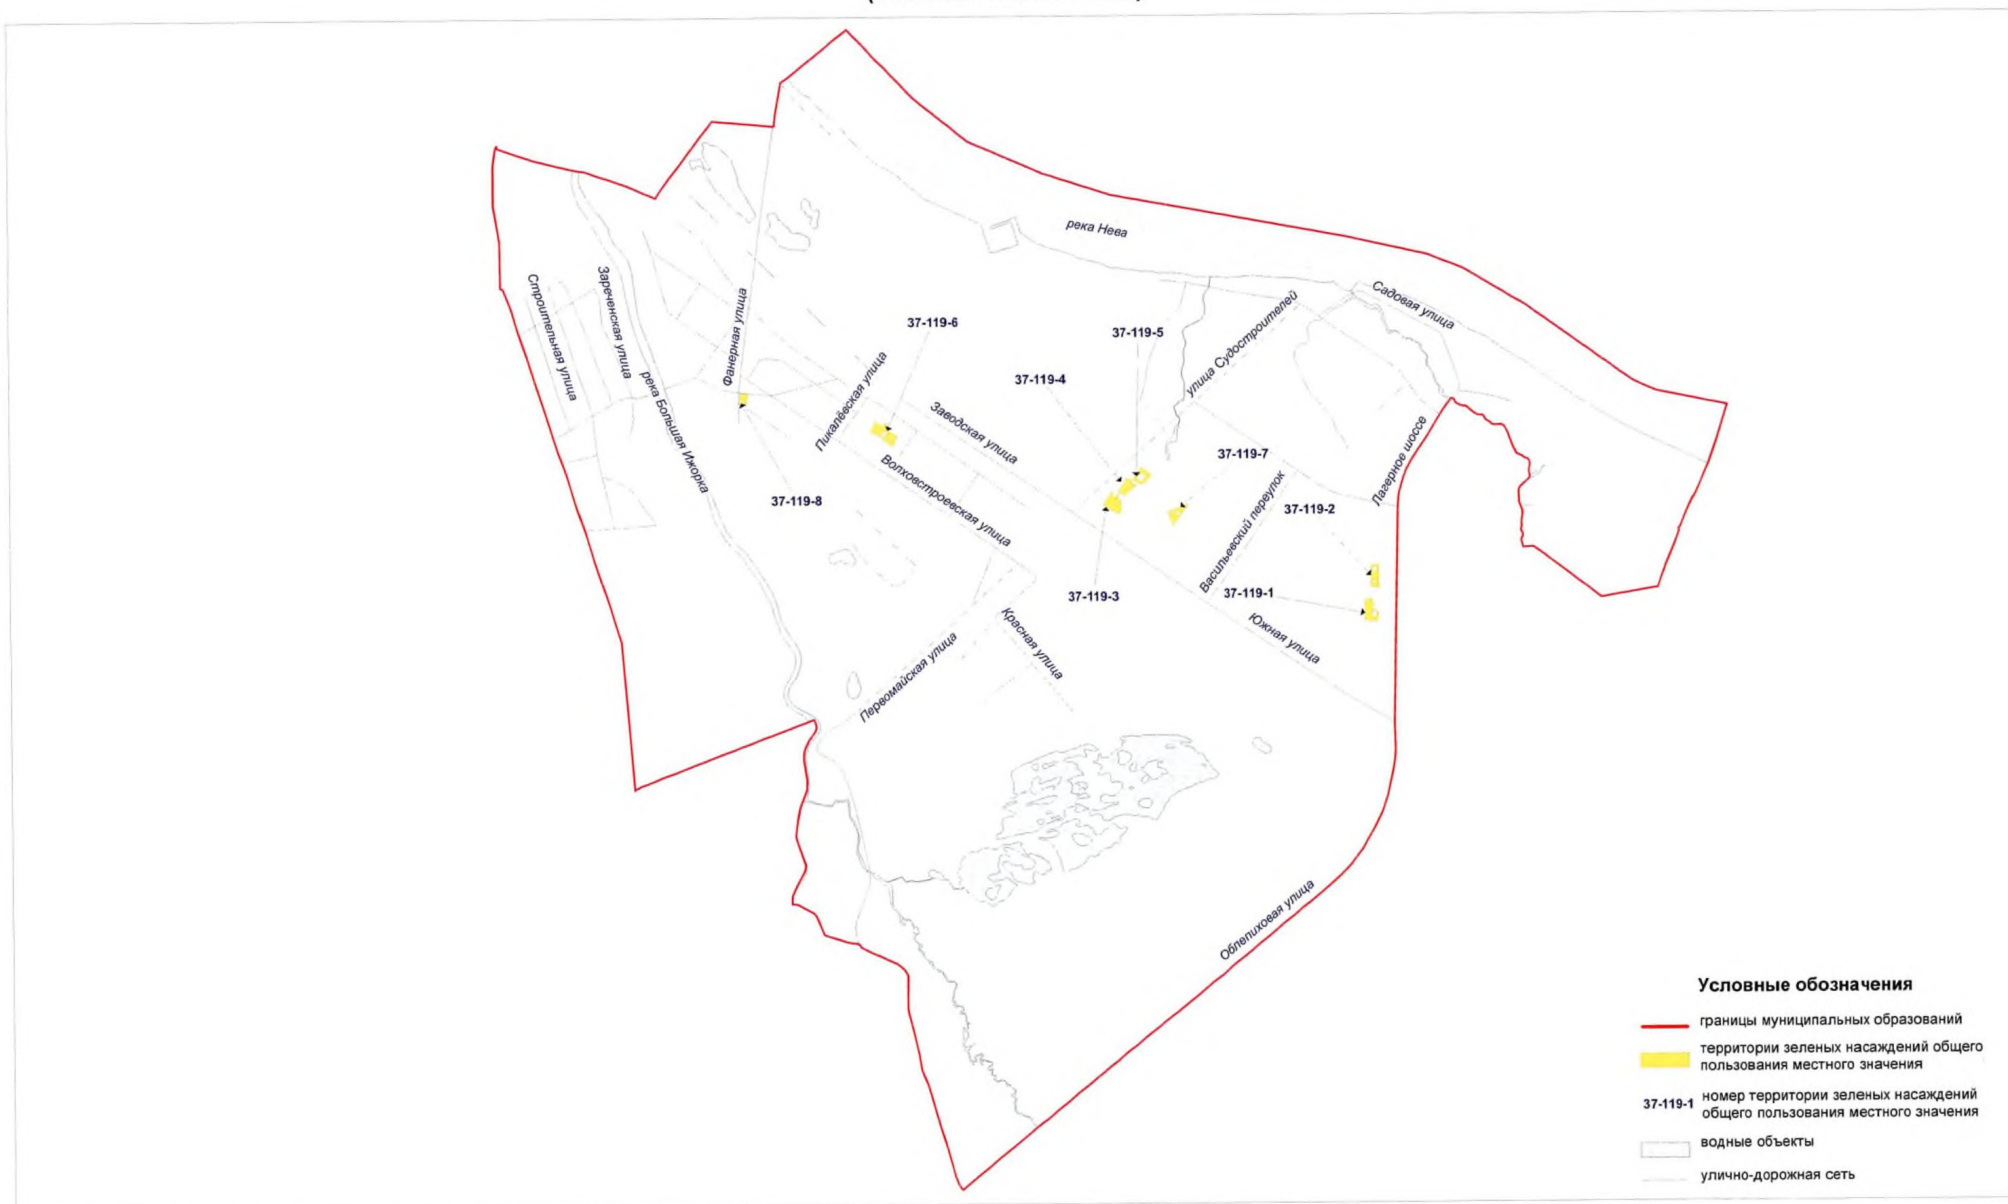 река Нева
Садовая улица
Строительная улица
Зареченская улица
Фанерная улица
37-119-6
37-119-5
улица Судостроителей
Пикалёвская улица
37-119-4
река Большая Ижорка
Заводская улица
37-119-7
Лагерное шоссе
Волховстроевская улица
37-119-8
Васильевский переулок
37-119-2
37-119-3
37-119-1
Южная улица
Красная улица
Первомайская улица
Облепиховая улица
Условные обозначения
границы муниципальных образований
территории зеленых насаждений общего
пользования местного значения
37-119-1 номер территории зеленых насаждений
общего пользования местного значения
водные объекты
улично-дорожная сеть